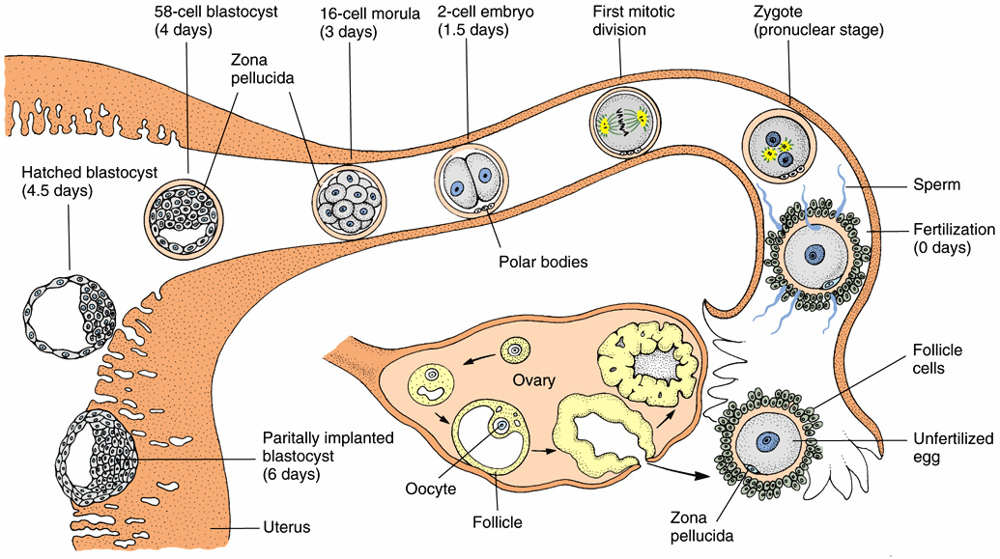 58-cell blastocyst
(4 days)
16-cell morula
(3 days)
2-cell embryo
(1.5 days)
First mitotic
division
Zygote
(pronuclear stage)
Zona
pellucida
Hatched blastocyst
(4.5 days)
Sperm
Fertilization
(0 days)
Polar bodies
Follicle
cells
Ovary
Unfertilized
egg
Paritally implanted
blastocyst
(6 days)
Oocyte
Follicle
Zona
pellucida
Uterus